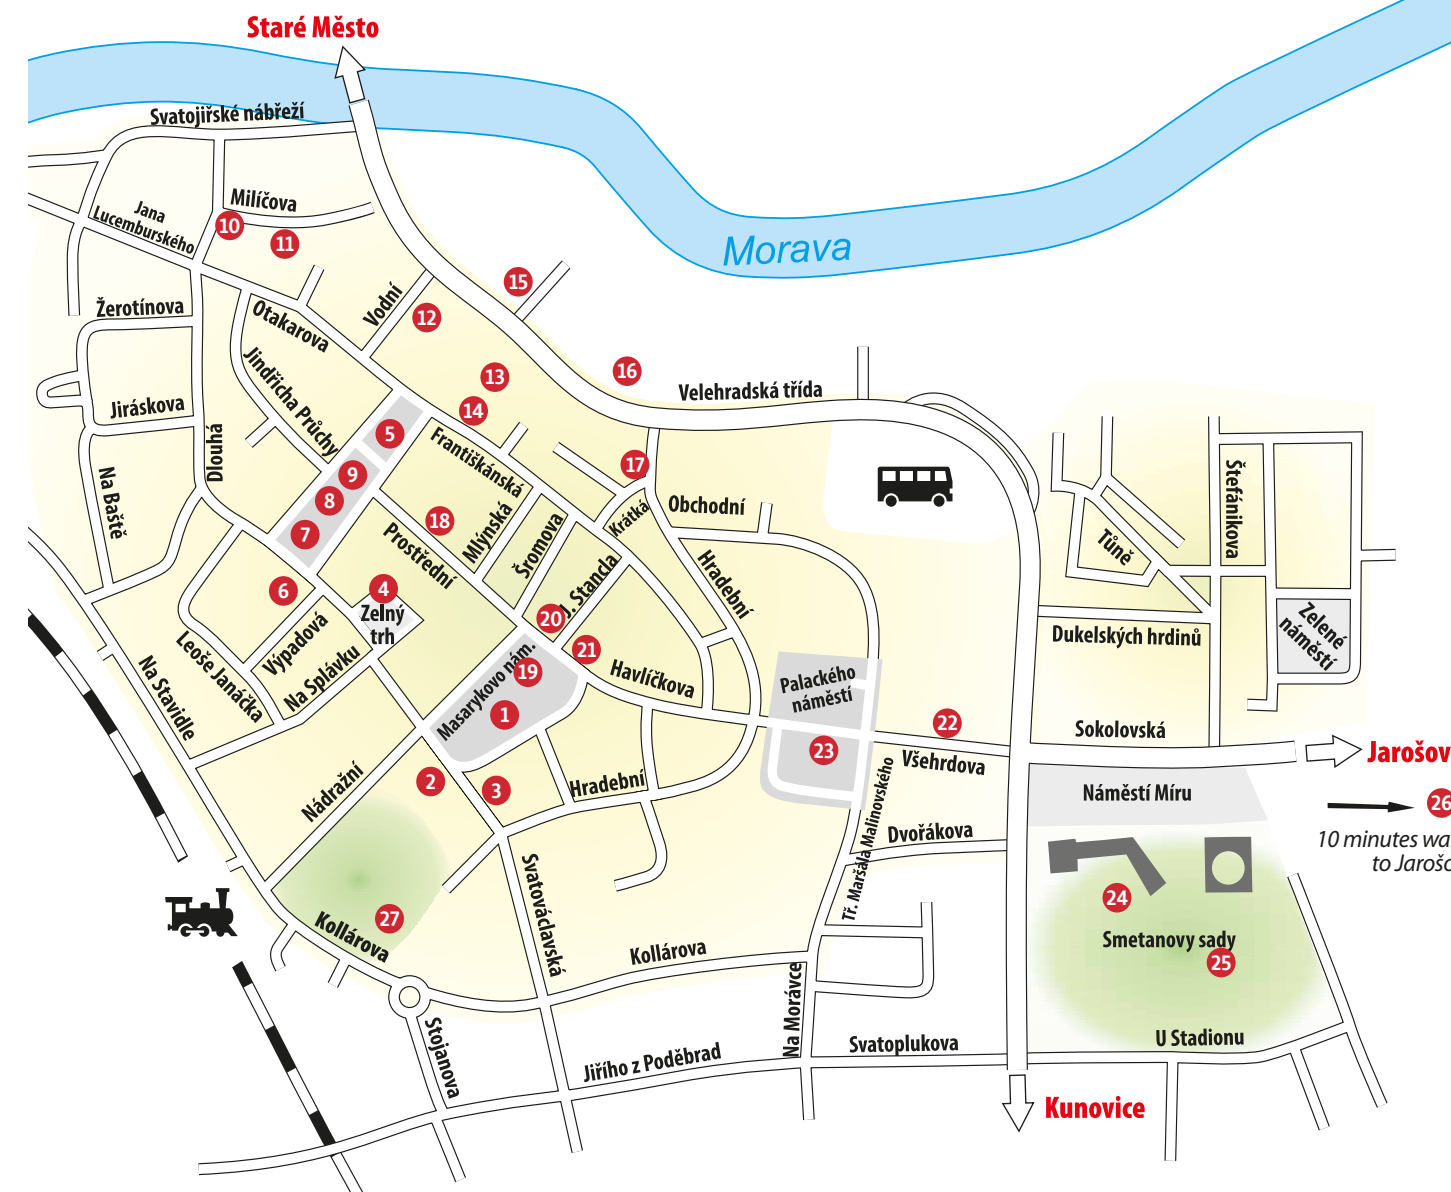 Staré Město
Svatojiřské nábřeží
Milíčova
Jana
Lucemburského
10
11
Morava
15
Žerotínova
Otakarova
Vodní
12
16
13
Velehradská třída
Jindřicha Průchy
Jiráskova
14
5
Františkánská
Dlouhá
Na Baště
9
8
7
17
Obchodní
Krátká
18
Mlýnská
Šromova
Prostřední
Štefánikova
Tůně
Hradební
J. Stancla
6
4
Zelný
trh
20
21
Výpadová
Leoše Janáčka
Na Splávku
Na Stavidle
Masarykovo nám.
19
1
Havlíčkova
Dukelských hrdinů
Zelené
náměstí
Palackého
náměstí
22
23
Všehrdova
Sokolovská
Jarošov
Náměstí Míru
26
10 minutes wa
to Jarošo
2
3
Hradební
Nádražní
Dvořákova
Tř. Maršála Malinovského
Svatováclavská
27
Kollárova
Kollárova
24
Smetanovy sady
25
Na Morávce
Stojanova
Jiřího z Poděbrad
Svatoplukova
U Stadionu
Kunovice